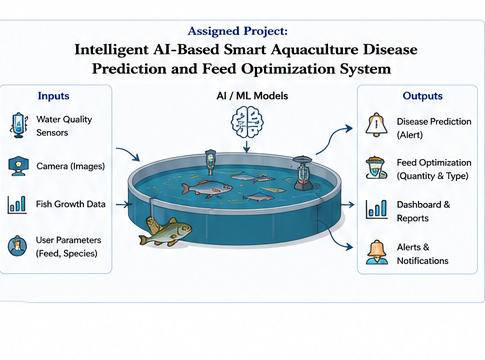 Assigned Project:
Intelligent AI-Based Smart Aquaculture Disease
Prediction and Feed Optimization System
Inputs
Water Quality
Sensors
Camera (Images)
Fish Growth Data
User Parameters
(Feed, Species)
AI / ML Models
Outputs
Disease Prediction
(Alert)
Feed Optimization
(Quantity & Type)
Dashboard &
Reports
Alerts &
Notifications